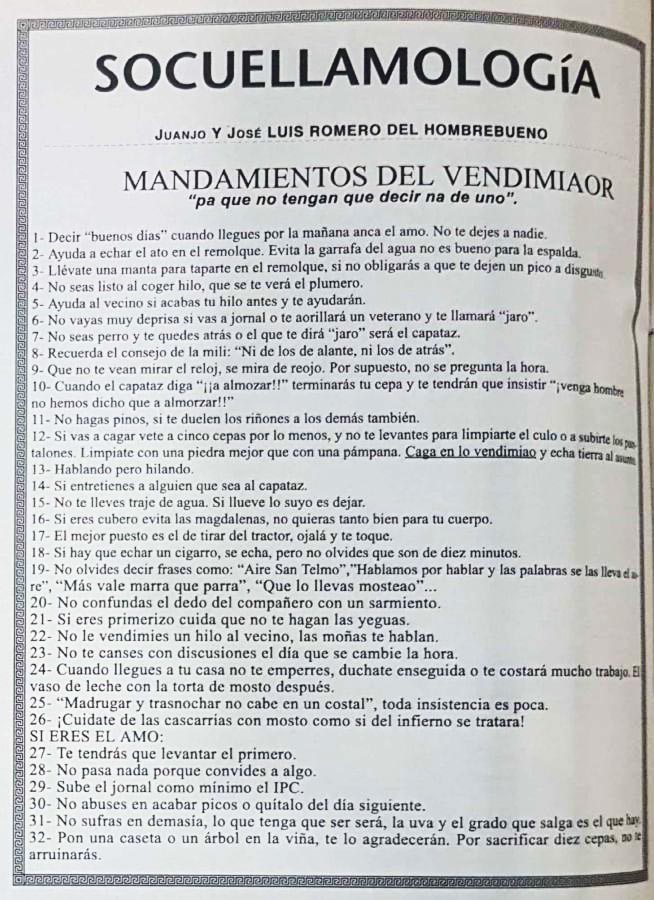 SOCUELLAMOLOGíA
JUANJO Y JOSÉ LUIS ROMERO DEL HOMBREBUENO
MANDAMIENTOS DEL VENDIMIAOR
"pa que no tengan que decir na de uno".
1- Decir "buenos días" cuando llegues por la mañana anca el amo. No te dejes a nadie.
2- Ayuda a echar el ato en el remolque. Evita la garrafa del agua no es bueno para la espalda.
3- Llévate una manta para taparte en el remolque, si no obligarás a que te dejen un pico a disgusto.
4- No seas listo al coger hilo, que se te verá el plumero.
5- Ayuda al vecino si acabas tu hilo antes y te ayudarán.
6- No vayas muy deprisa si vas a jornal o te aorillará un veterano y te llamará "jaro".
7- No seas perro y te quedes atrás o el que te dirá "jaro" será el capataz.
8- Recuerda el consejo de la mili: "Ni de los de alante, ni los de atrás".
9- Que no te vean mirar el reloj, se mira de reojo. Por supuesto, no se pregunta la hora.
10- Cuando el capataz diga "¡¡a almozar!!" terminarás tu cepa y te tendrán que insistir "¡venga hombre
no hemos dicho que a almorzar!!"
11- No hagas pinos, si te duelen los riñones a los demás también.
12- Si vas a cagar vete a cinco cepas por lo menos, y no te levantes para limpiarte el culo o a subirte los pan-
talones. Limpiate con una piedra mejor que con una pámpana. Caga en lo vendimiao y echa tierra al asunto.
13- Hablando pero hilando.
14- Si entretienes a alguien que sea al capataz.
15- No te lleves traje de agua. Si llueve lo suyo es dejar.
16- Si eres cubero evita las magdalenas, no quieras tanto bien para tu cuerpo.
17- El mejor puesto es el de tirar del tractor, ojalá y te toque.
18- Si hay que echar un cigarro, se echa, pero no olvides que son de diez minutos.
19- No olvides decir frases como: "Aire San Telmo","Hablamos por hablar y las palabras se las lleva el ai-
re", "Más vale marra que parra", "Que lo llevas mosteao"...
20- No confundas el dedo del compañero con un sarmiento.
21- Si eres primerizo cuida que no te hagan las yeguas.
22- No le vendimies un hilo al vecino, las moñas te hablan.
23- No te canses con discusiones el día que se cambie la hora.
24- Cuando llegues a tu casa no te emperres, duchate enseguida o te costará mucho trabajo. El
vaso de leche con la torta de mosto después.
25- "Madrugar y trasnochar no cabe en un costal", toda insistencia es poca.
26- ¡Cuidate de las cascarrias con mosto como si del infierno se tratara!
SI ERES EL AMO:
27- Te tendrás que levantar el primero.
28- No pasa nada porque convides a algo.
29- Sube el jornal como mínimo el IPC.
30- No abuses en acabar picos o quítalo del día siguiente.
31- No sufras en demasía, lo que tenga que ser será, la uva y el grado que salga es el que hay.
32- Pon una caseta o un árbol en la viña, te lo agradecerán. Por sacrificar diez cepas, no te
arruinarás.